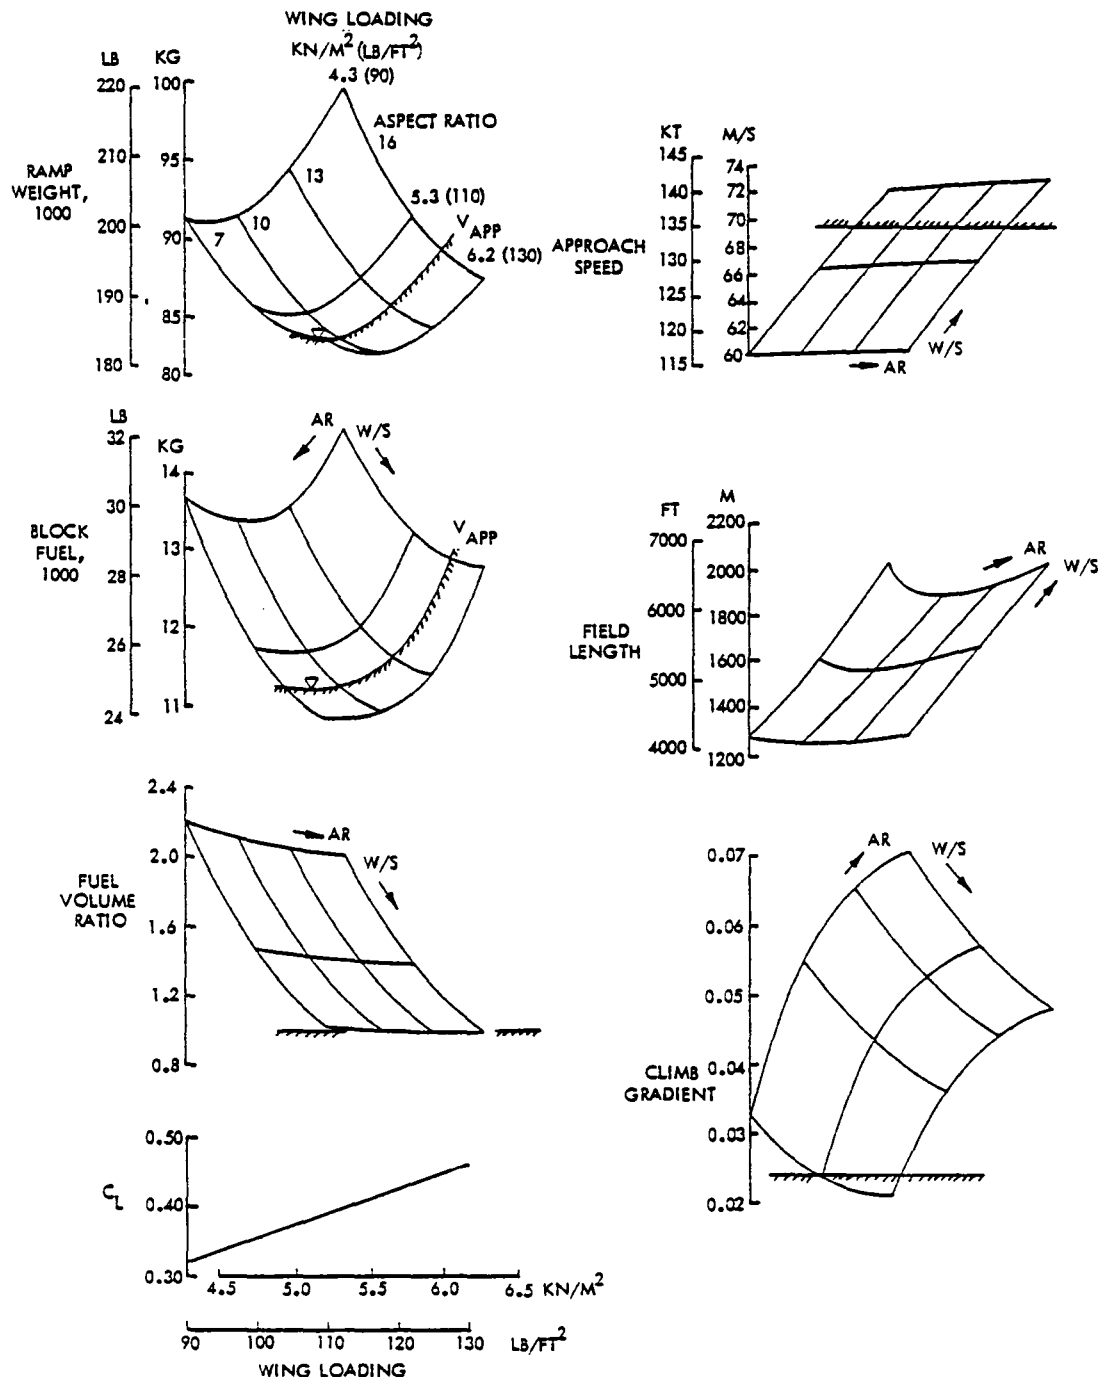 WING LOADING
KN/M² (LB/FT²)
4.3 (90)
ASPECT RATIO
16
13
10
7
5.3 (110)
V APP
6.2 (130)
LB
KG
220
210
200
190
180
100
95
90
85
80
RAMP
WEIGHT,
1000
KT
M/S
145
140
135
130
125
120
115
74
72
70
68
66
64
62
60
APPROACH
SPEED
W/S
AR
LB
KG
32
30
28
26
24
14
13
12
11
BLOCK
FUEL,
1000
AR
W/S
V APP
FT
M
7000
6000
5000
4000
2200
2000
1800
1600
1400
1200
FIELD
LENGTH
AR
W/S
2.4
2.0
1.6
1.2
0.8
FUEL
VOLUME
RATIO
AR
W/S
0.07
0.05
0.05
0.04
0.03
0.02
CLIMB
GRADIENT
AR
W/S
0.50
0.40
0.30
C L
4.5 5.0 5.5 6.0 6.5 KN/M²
90 100 110 120 130 LB/FT²
WING LOADING